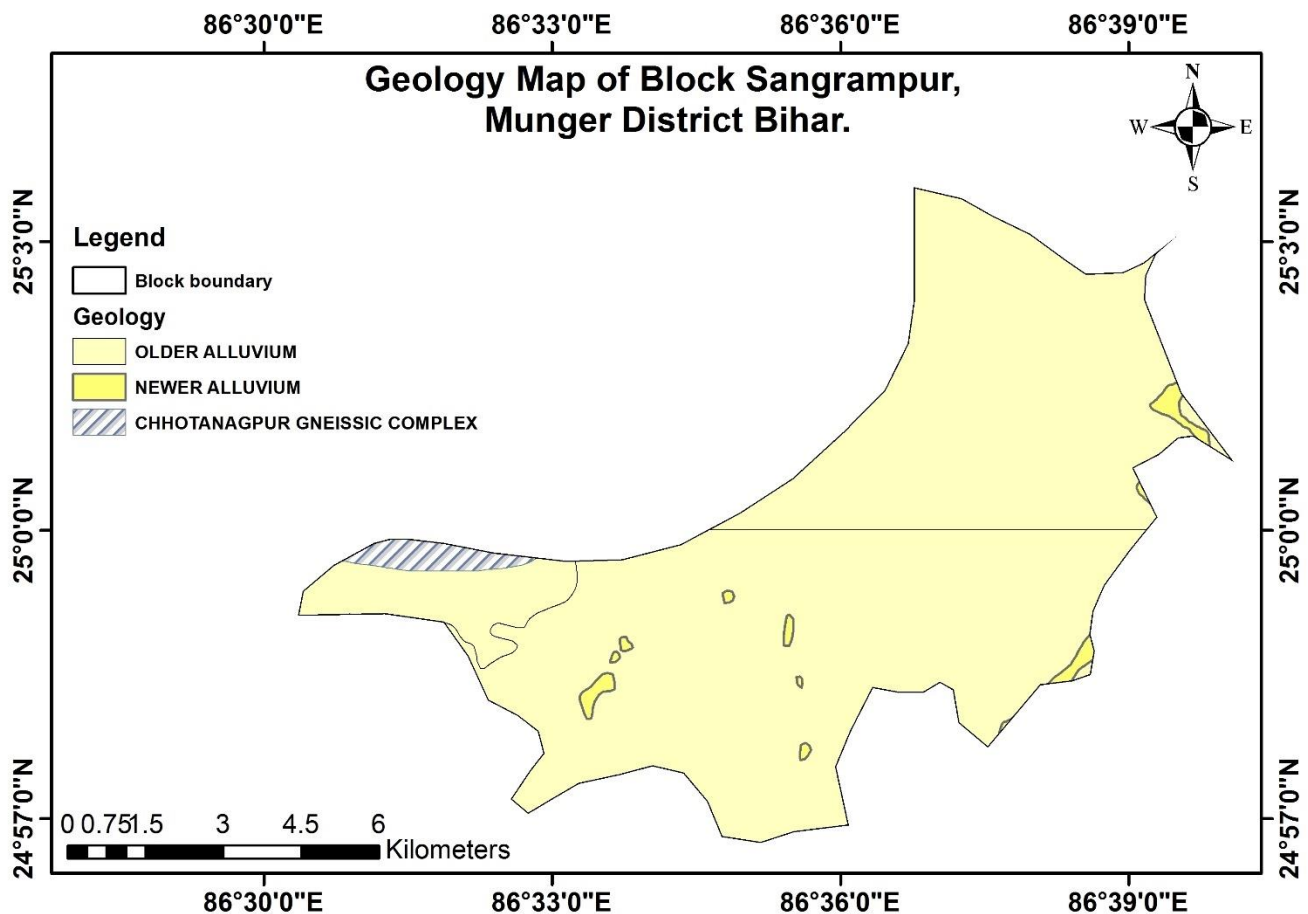 86°30'0"E 86°33'0"E 86°36'0"E 86°39'0"E
Geology Map of Block Sangrampur,
Munger District Bihar.
N
W E
S
25°3'0"N 25°3'0"N
Legend
Block boundary
Geology
OLDER ALLUVIUM
NEWER ALLUVIUM
CHHOTANAGPUR GNEISSIC COMPLEX
25°0'0"N 25°0'0"N
24°57'0"N 24°57'0"N
0 0.75 1.5 3 4.5 6
Kilometers
86°30'0"E 86°33'0"E 86°36'0"E 86°39'0"E